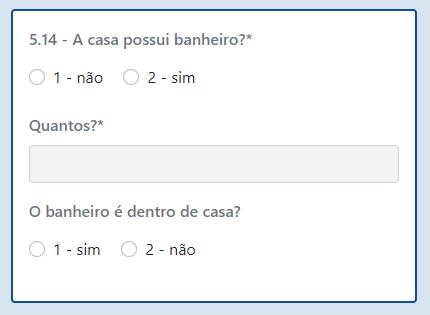 5.14 - A casa possui banheiro?*
1 - não 2 - sim
Quantos?*
O banheiro é dentro de casa?
1 - sim 2 - não